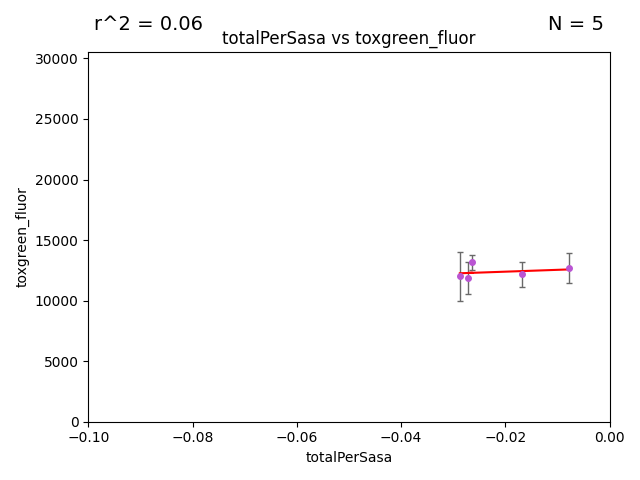 r^2 = 0.06
N = 5
totalPerSasa vs toxgreen_fluor
30000
25000
20000
15000
10000
5000
0
toxgreen_fluor
−0.10
−0.08
−0.06
−0.04
−0.02
0.00
totalPerSasa